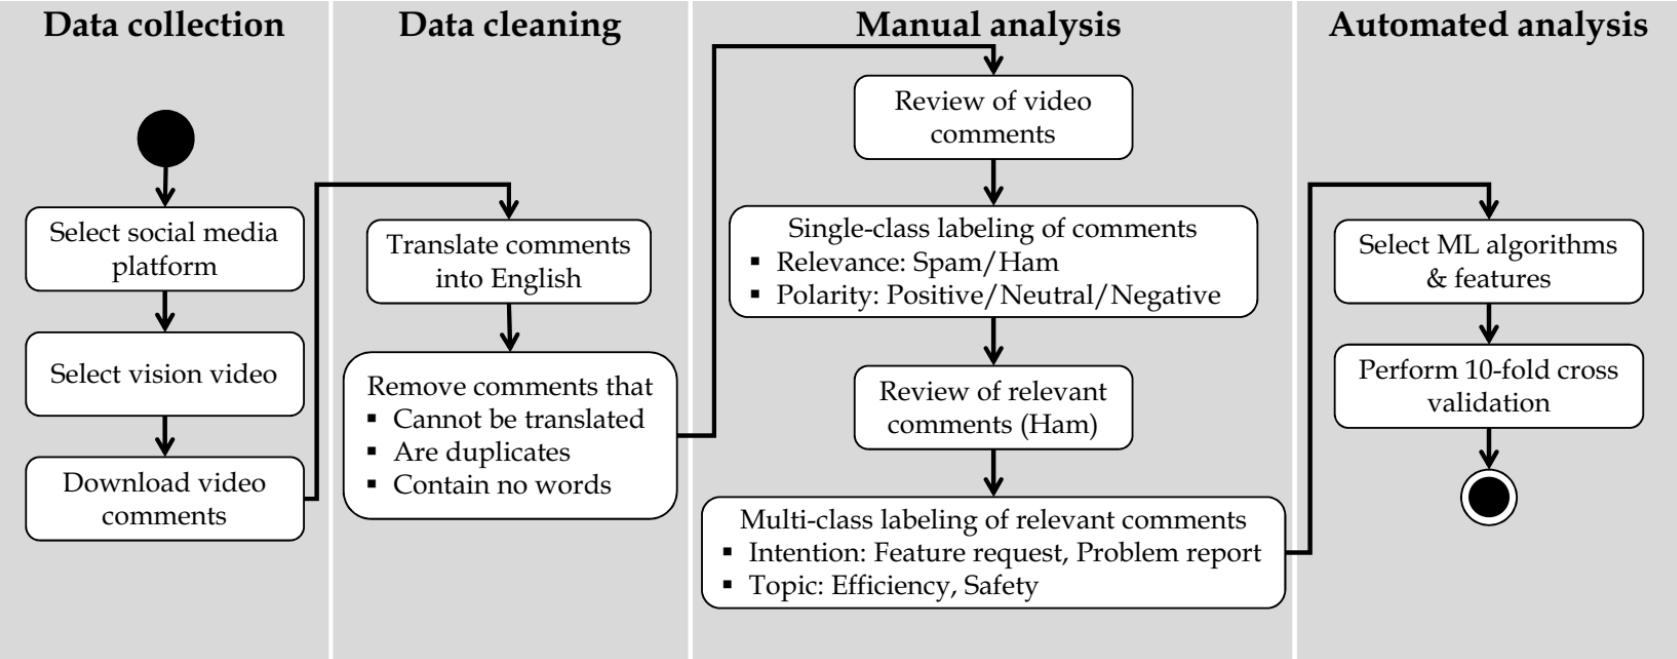 Data collection
Select social media
platform
Select vision video
Download video
comments
Data cleaning
Translate comments
into English
Remove comments that
▪ Cannot be translated
▪ Are duplicates
▪ Contain no words
Manual analysis
Review of video
comments
Single-class labeling of comments
▪ Relevance: Spam/Ham
▪ Polarity: Positive/Neutral/Negative
Review of relevant
comments (Ham)
Multi-class labeling of relevant comments
▪ Intention: Feature request, Problem report
▪ Topic: Efficiency, Safety
Automated analysis
Select ML algorithms
& features
Perform 10-fold cross
validation